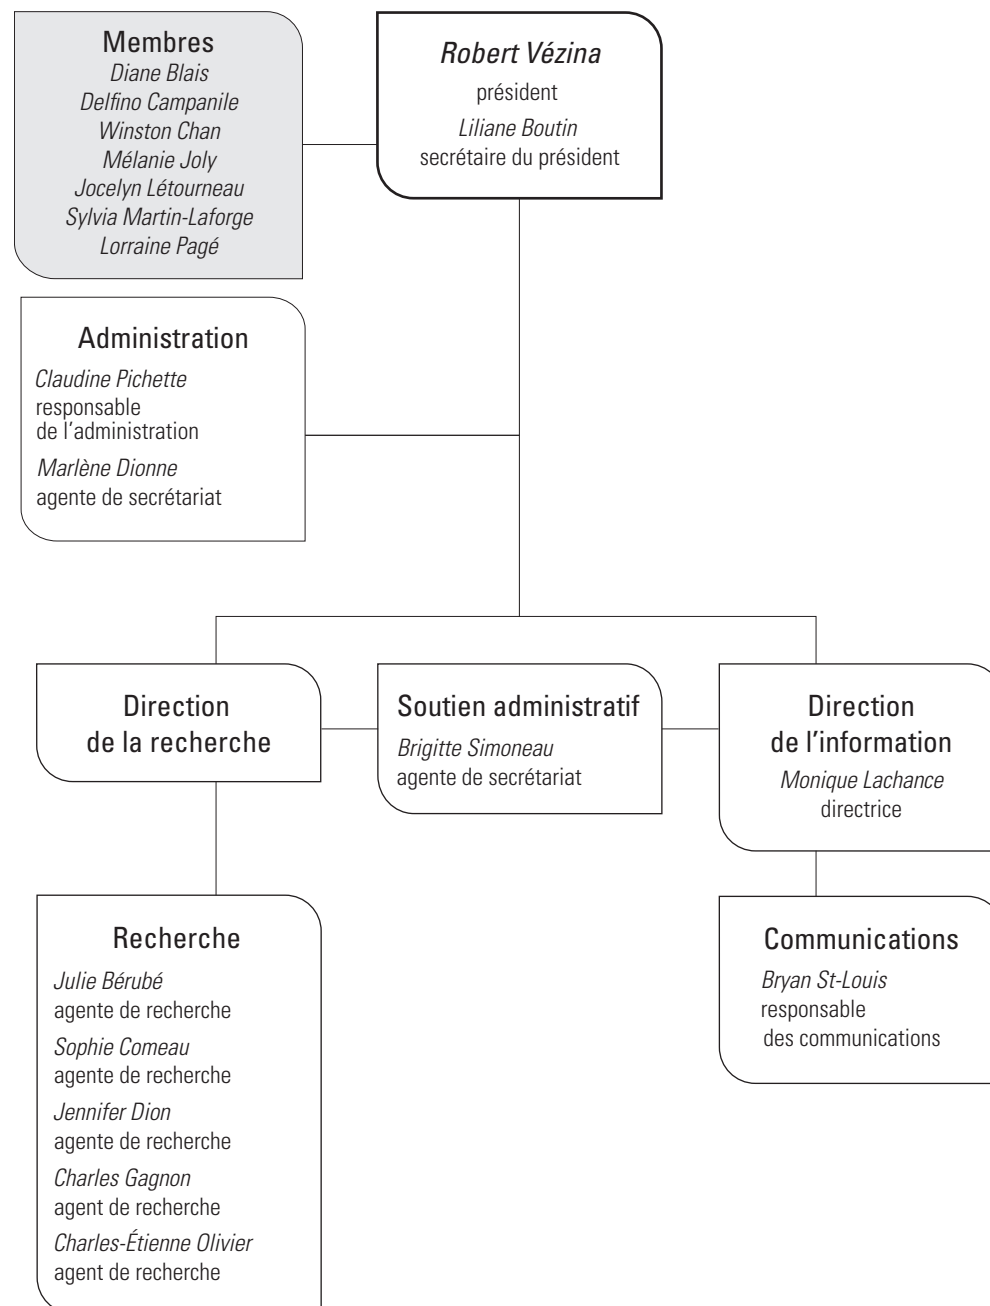 Membres
Diane Blais
Delfino Campanile
Winston Chan
Mélanie Joly
Jocelyn Létourneau
Sylvia Martin-Laforge
Lorraine Pagé
Robert Vézina
président
Liliane Boutin
secrétaire du président
Administration
Claudine Pichette
responsable
de l’administration
Marlène Dionne
agente de secrétariat
Direction
de la recherche
Soutien administratif
Brigitte Simoneau
agente de secrétariat
Direction
de l’information
Monique Lachance
directrice
Recherche
Julie Bérubé
agente de recherche
Sophie Comeau
agente de recherche
Jennifer Dion
agente de recherche
Charles Gagnon
agent de recherche
Charles-Étienne Olivier
agent de recherche
Communications
Bryan St-Louis
responsable
des communications